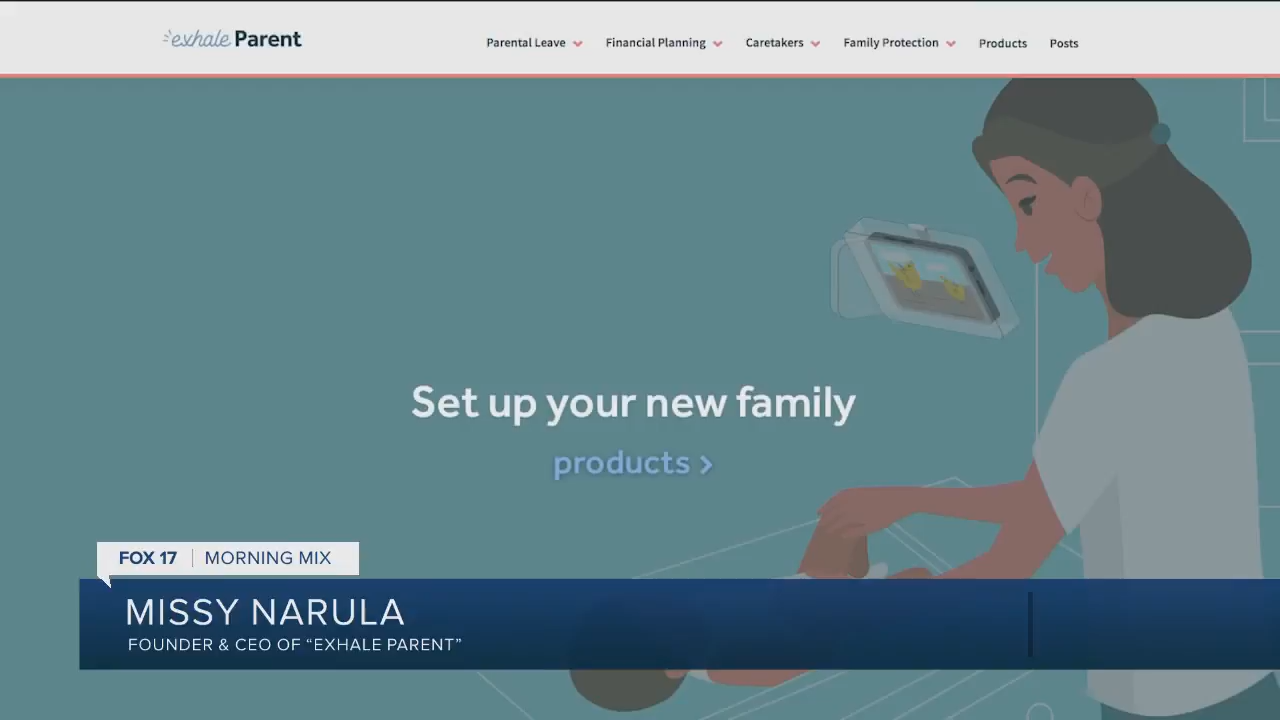 exhale Parent
Parental Leave Financial Planning Caretakers Family Protection Products Posts
Set up your new family
products >
FOX 17 | MORNING MIX
MISSY NARULA
FOUNDER & CEO OF “EXHALE PARENT”